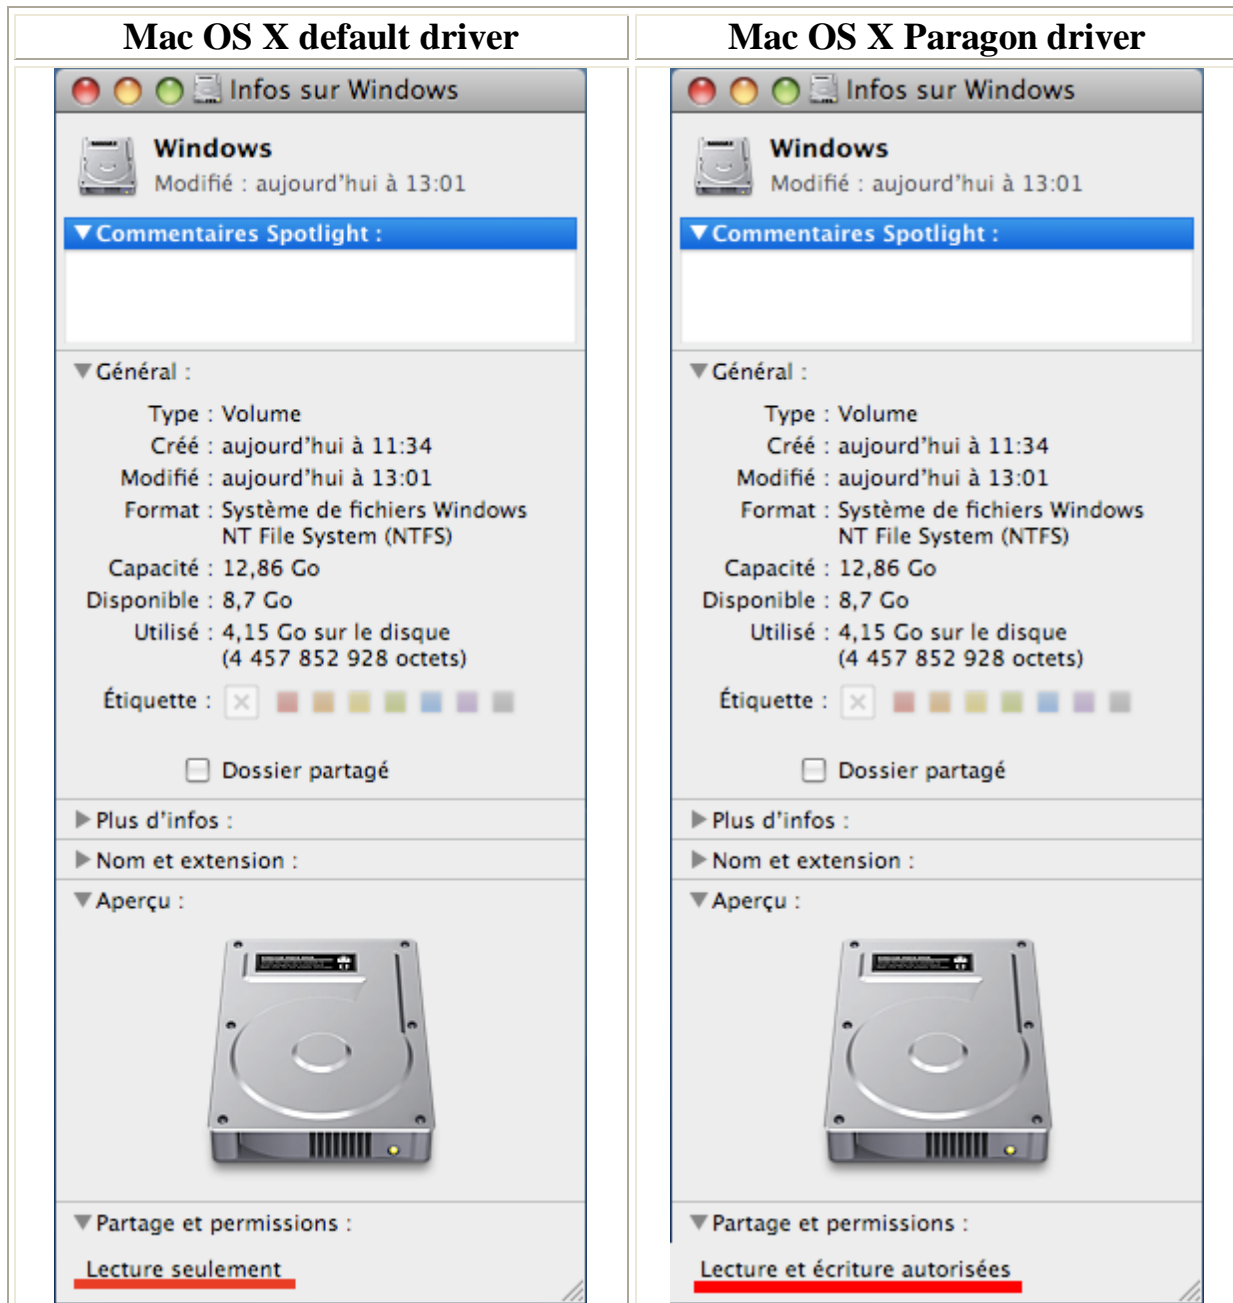 Mac OS X default driver
Infos sur Windows
Windows
Modifié : aujourd'hui à 13:01
Commentaires Spotlight :
Général :
Type : Volume
Créé : aujourd'hui à 11:34
Modifié : aujourd'hui à 13:01
Format : Système de fichiers Windows
NT File System (NTFS)
Capacité : 12,86 Go
Disponible : 8,7 Go
Utilisé : 4,15 Go sur le disque
(4 457 852 928 octets)
Étiquette :
Dossier partagé
Plus d'infos :
Nom et extension :
Aperçu :
Partage et permissions :
Lecture seulement
Mac OS X Paragon driver
Infos sur Windows
Windows
Modifié : aujourd'hui à 13:01
Commentaires Spotlight :
Général :
Type : Volume
Créé : aujourd'hui à 11:34
Modifié : aujourd'hui à 13:01
Format : Système de fichiers Windows
NT File System (NTFS)
Capacité : 12,86 Go
Disponible : 8,7 Go
Utilisé : 4,15 Go sur le disque
(4 457 852 928 octets)
Étiquette :
Dossier partagé
Plus d'infos :
Nom et extension :
Aperçu :
Partage et permissions :
Lecture et écriture autorisées